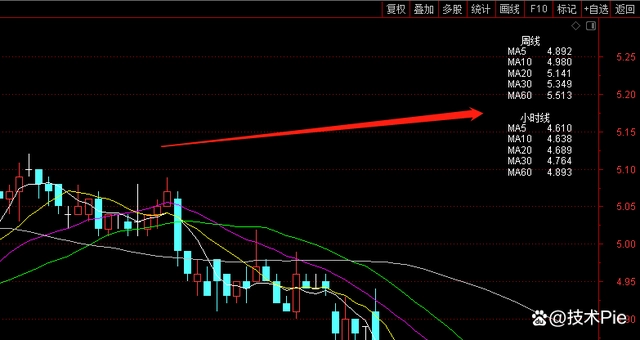 复权 叠加 多股 统计 画线 F10 标记 +自选 返回
周线
MA5 4.892
MA10 4.980
MA20 5.141
MA30 5.349
MA60 5.513
小时线
MA5 4.610
MA10 4.638
MA20 4.689
MA30 4.764
MA60 4.893
5.25
5.20
5.15
5.10
5.05
5.00
4.95
@技术Pie